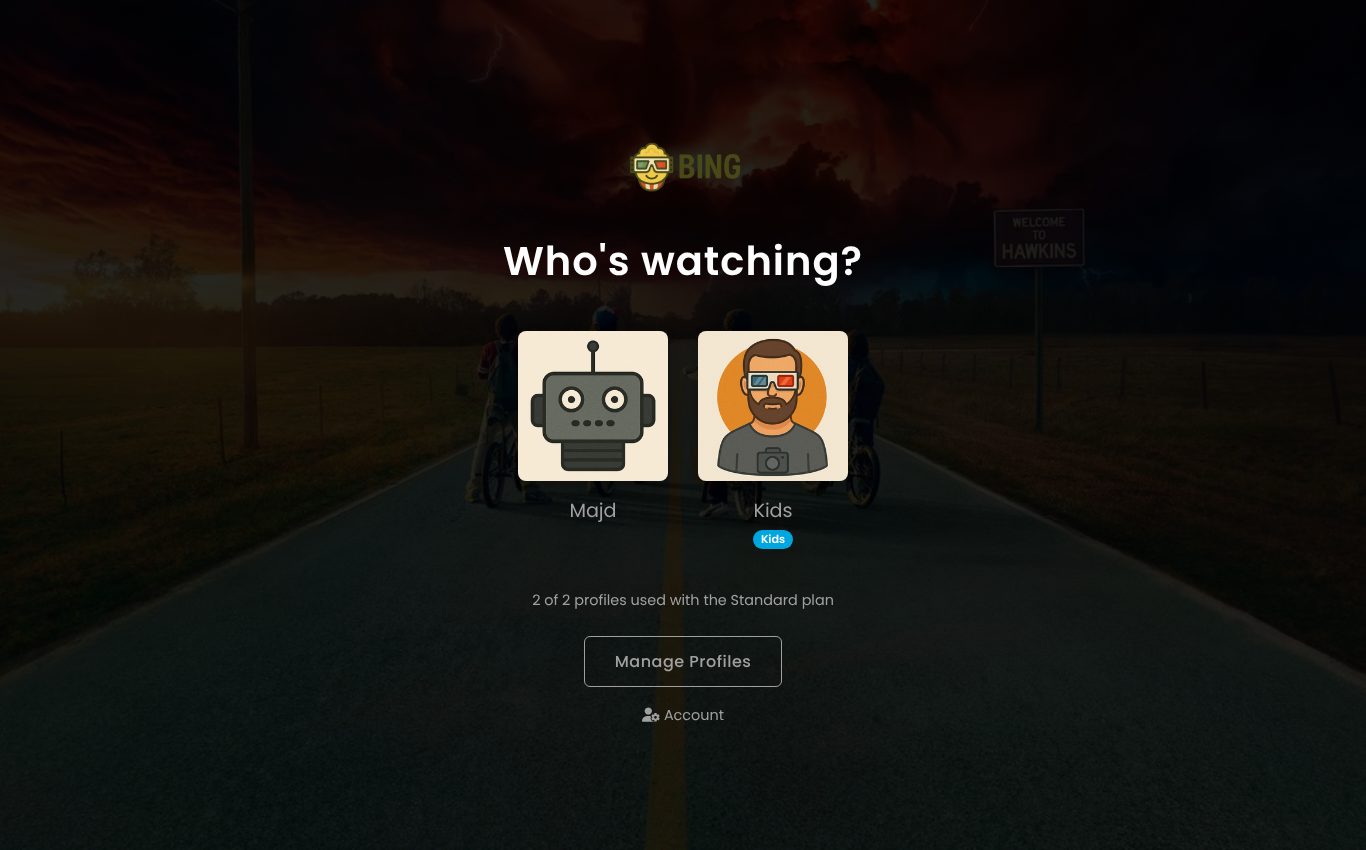 BING
WELCOME
TO
HAWKINS
Who's watching?
Majd
Kids
Kids
2 of 2 profiles used with the Standard plan
Manage Profiles
Account